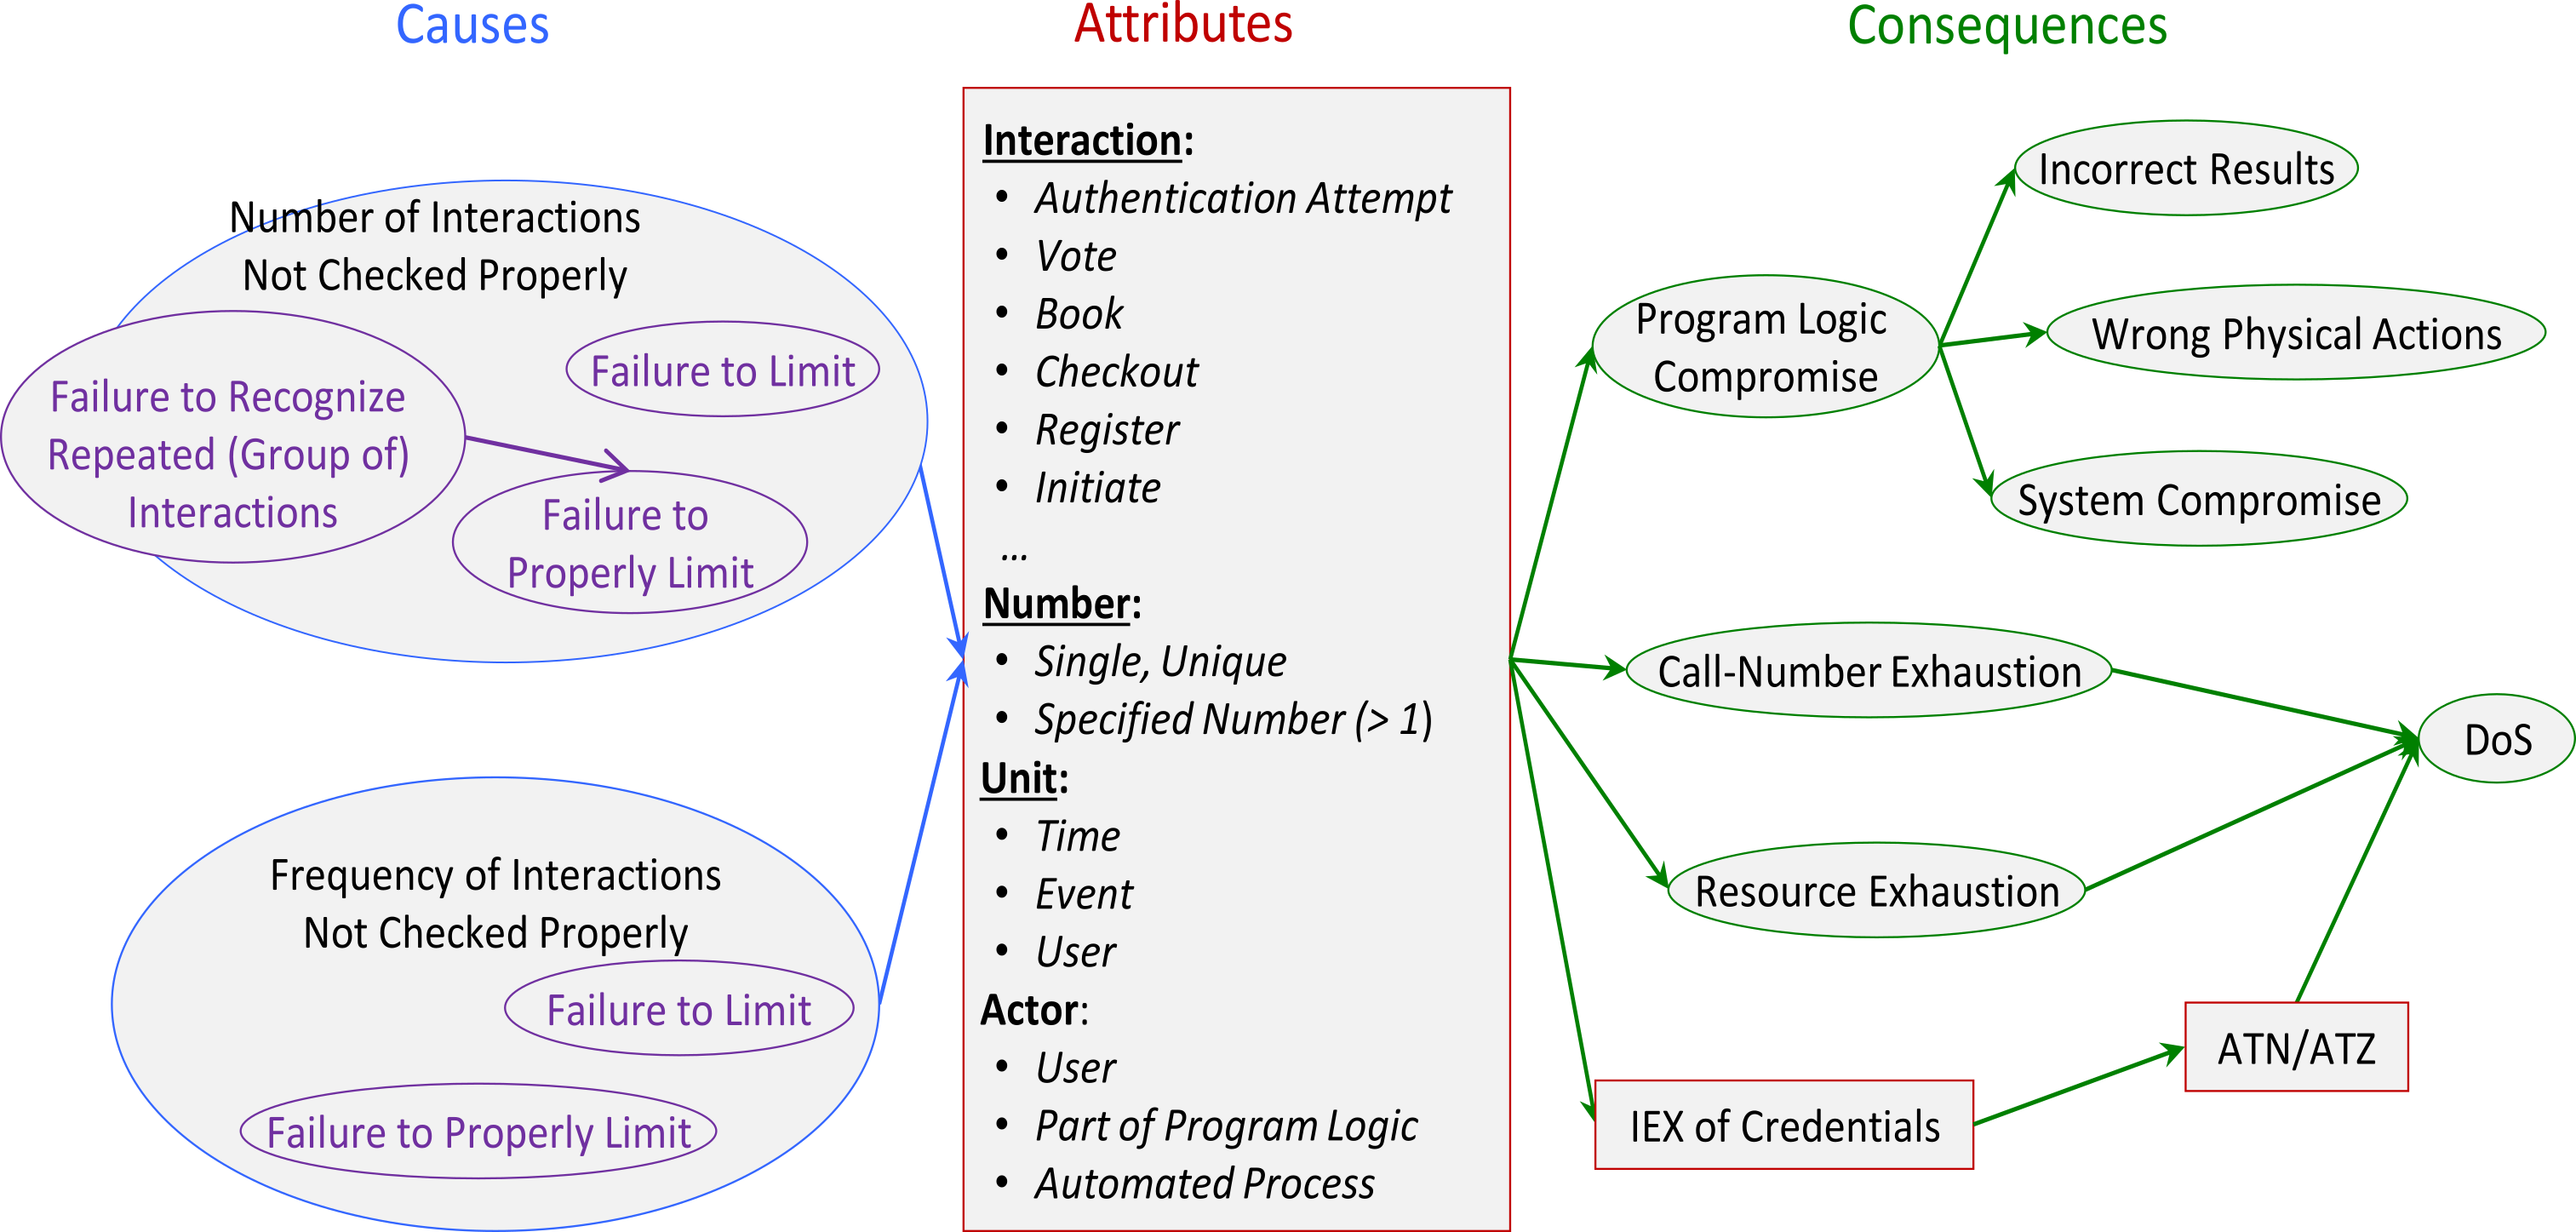 Causes
Attributes
Consequences
Number of Interactions
Not Checked Properly
Failure to Limit
Failure to Recognize
Repeated (Group of)
Interactions
Failure to
Properly Limit
Frequency of Interactions
Not Checked Properly
Failure to Limit
Failure to Properly Limit
Interaction:
• Authentication Attempt
• Vote
• Book
• Checkout
• Register
• Initiate
...
Number:
• Single, Unique
• Specified Number (> 1)
Unit:
• Time
• Event
• User
Actor:
• User
• Part of Program Logic
• Automated Process
Program Logic
Compromise
Incorrect Results
Wrong Physical Actions
System Compromise
Call-Number Exhaustion
Resource Exhaustion
DoS
IEX of Credentials
ATN/ATZ